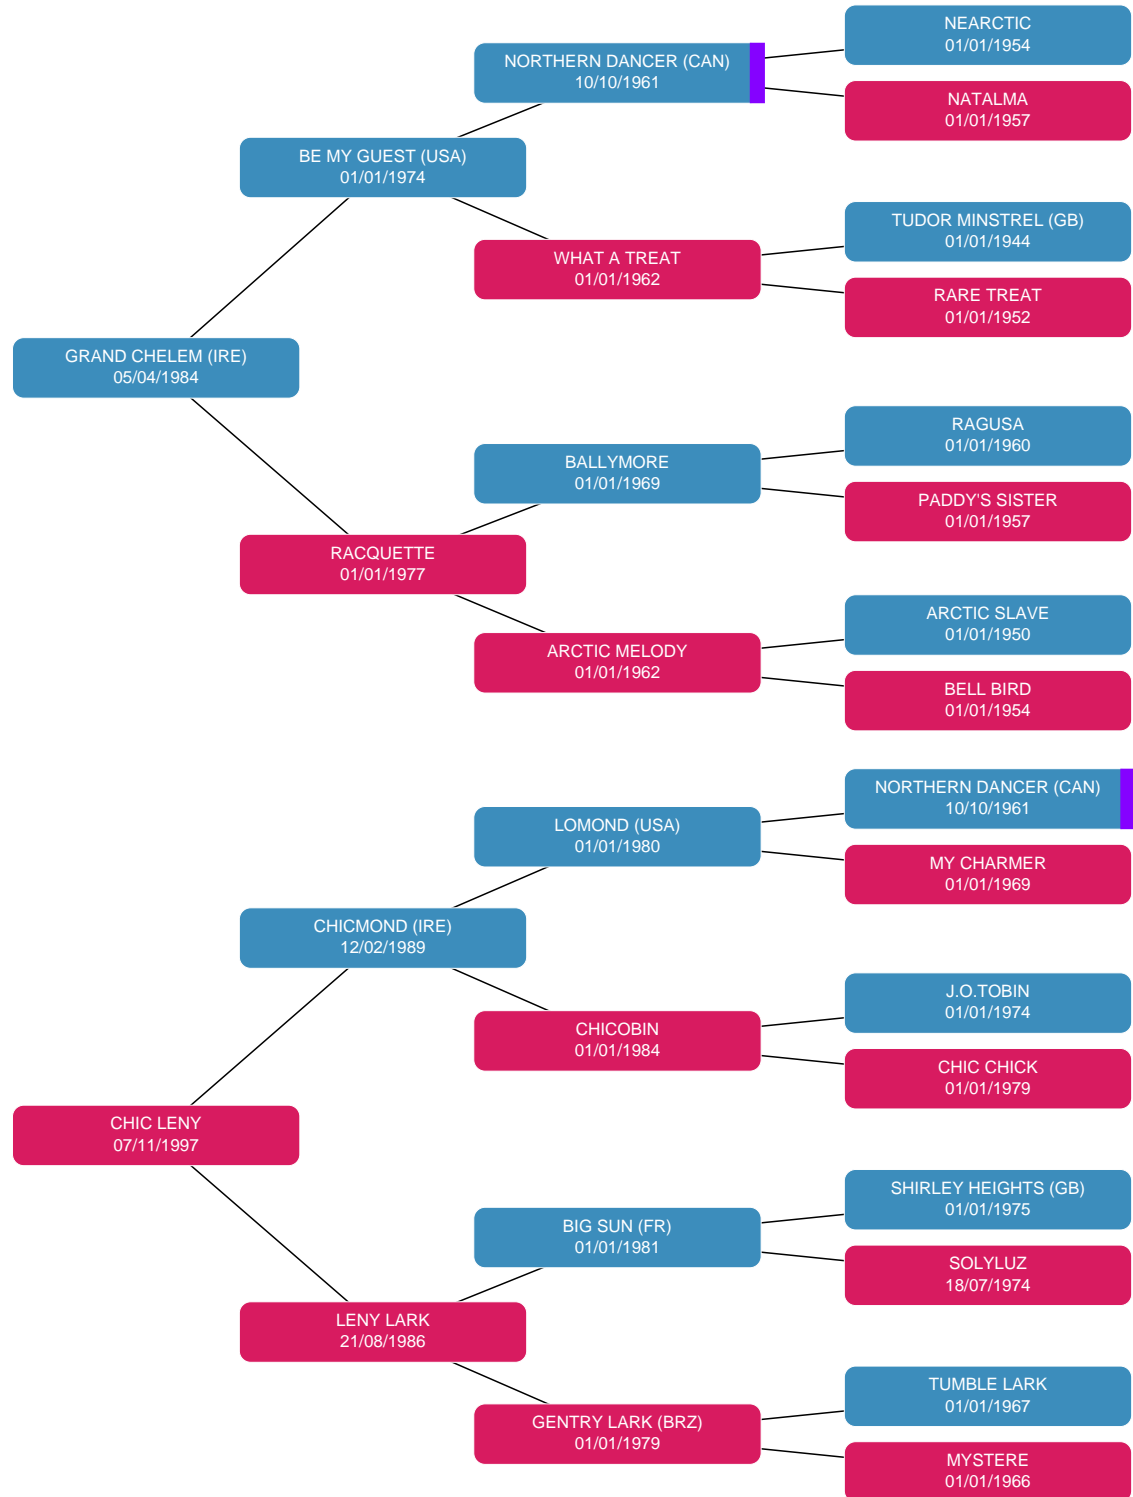 NEARCTIC
01/01/1954
NORTHERN DANCER (CAN)
10/10/1961
NATALMA
01/01/1957
BE MY GUEST (USA)
01/01/1974
TUDOR MINSTREL (GB)
01/01/1944
WHAT A TREAT
01/01/1962
RARE TREAT
01/01/1952
GRAND CHELEM (IRE)
05/04/1984
RAGUSA
01/01/1960
BALLYMORE
01/01/1969
PADDY'S SISTER
01/01/1957
RACQUETTE
01/01/1977
ARCTIC SLAVE
01/01/1950
ARCTIC MELODY
01/01/1962
BELL BIRD
01/01/1954
NORTHERN DANCER (CAN)
10/10/1961
LOMOND (USA)
01/01/1980
MY CHARMER
01/01/1969
CHICMOND (IRE)
12/02/1989
J.O.TOBIN
01/01/1974
CHICOBIN
01/01/1984
CHIC CHICK
01/01/1979
CHIC LENY
07/11/1997
SHIRLEY HEIGHTS (GB)
01/01/1975
BIG SUN (FR)
01/01/1981
SOLYLUZ
18/07/1974
LENY LARK
21/08/1986
TUMBLE LARK
01/01/1967
GENTRY LARK (BRZ)
01/01/1979
MYSTERE
01/01/1966